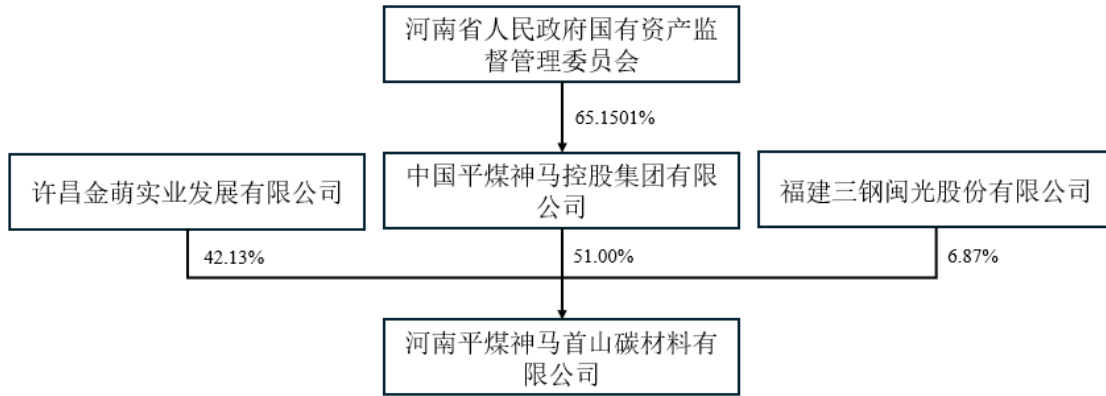 河南省人民政府国有资产监
督管理委员会
65.1501%
许昌金萌实业发展有限公司
中国平煤神马控股集团有限
公司
福建三钢闽光股份有限公司
42.13%
51.00%
6.87%
河南平煤神马首山碳材料有
限公司